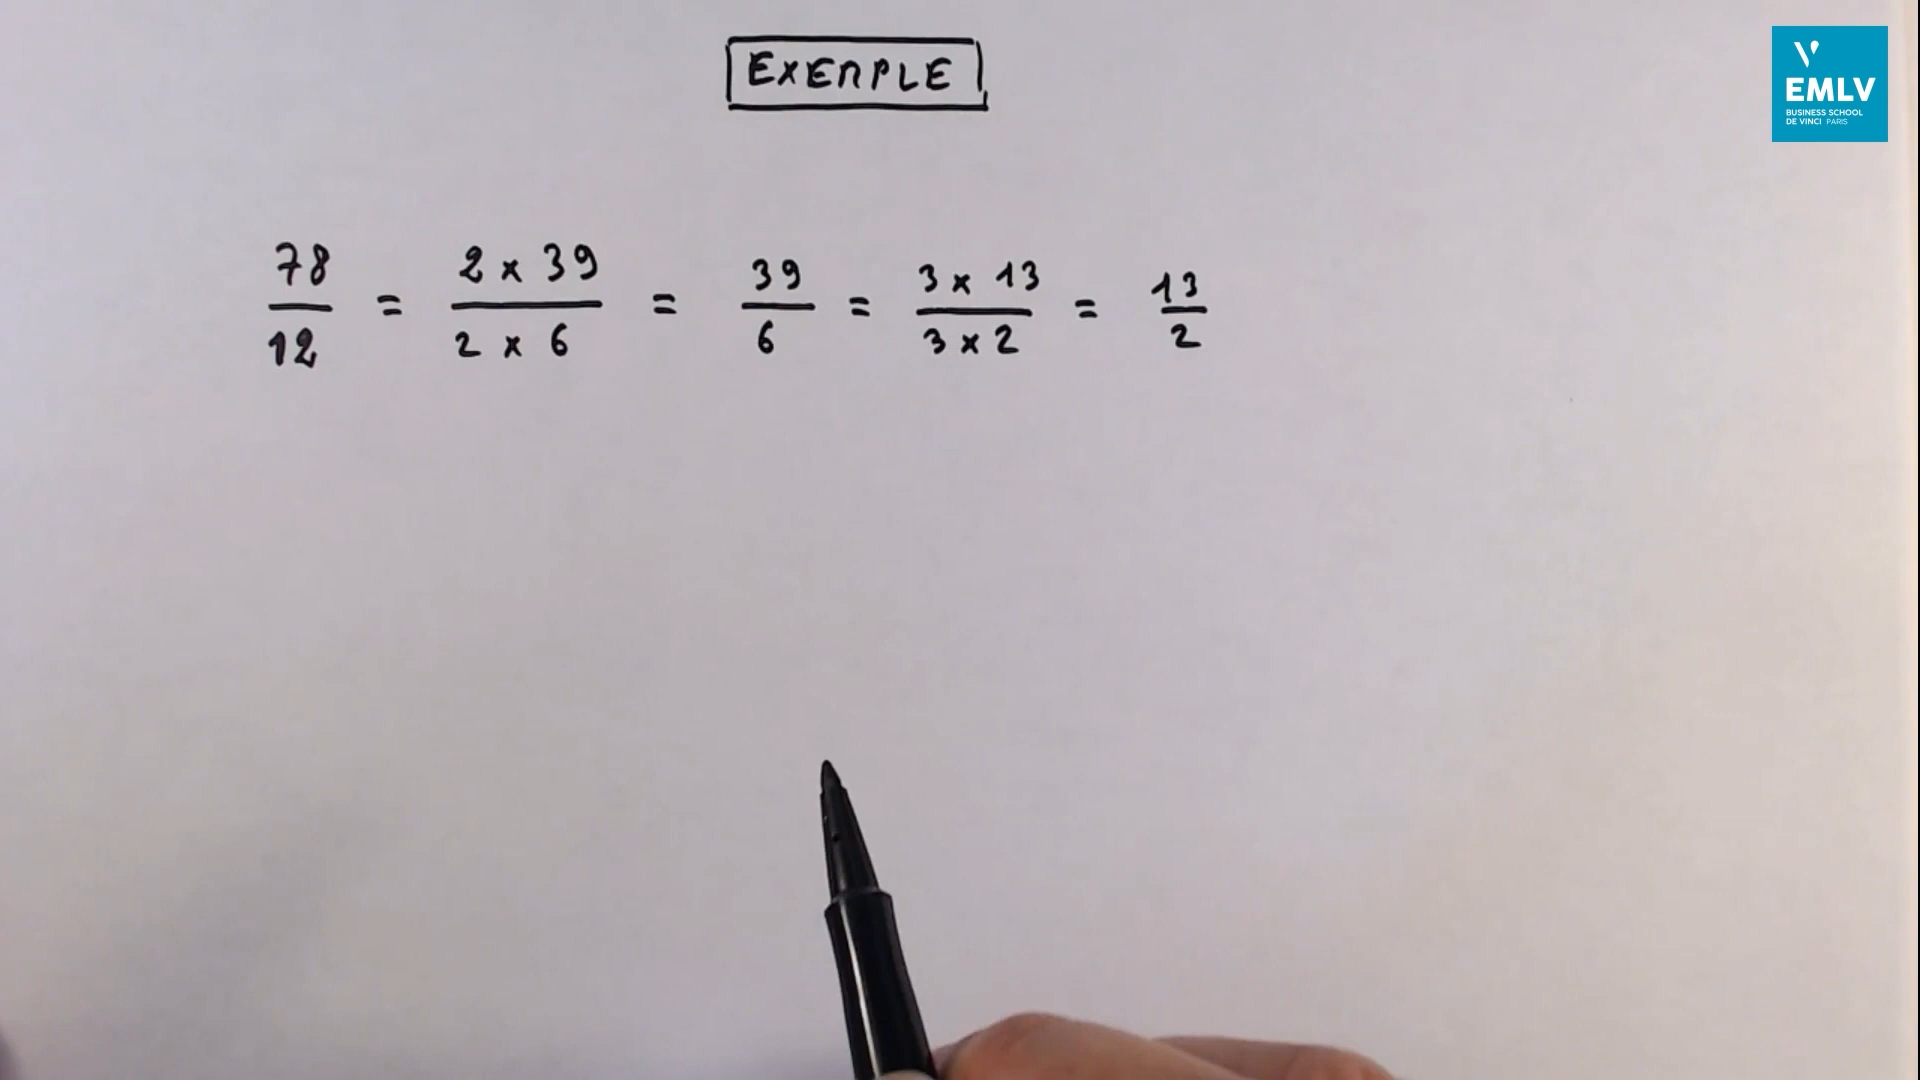 EXEMPLE
78/12 = 2 x 39 / 2 x 6 = 39/6 = 3 x 13 / 3 x 2 = 13/2
EMLV
BUSINESS SCHOOL
DE VINCI PARIS